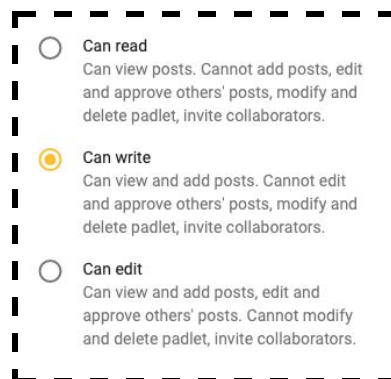 Can read
Can view posts. Cannot add posts, edit
and approve others' posts, modify and
delete padlet, invite collaborators.
Can write
Can view and add posts. Cannot edit
and approve others' posts, modify and
delete padlet, invite collaborators.
Can edit
Can view and add posts, edit and
approve others' posts. Cannot modify
and delete padlet, invite collaborators.